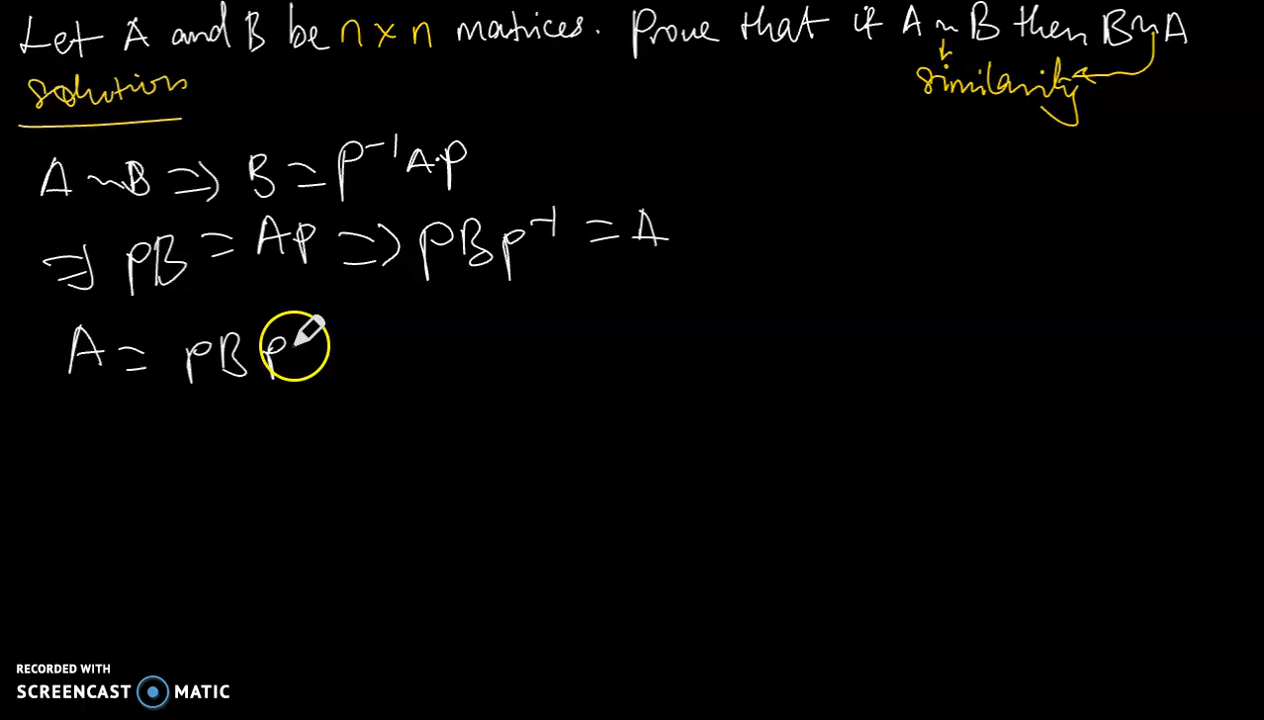 Let A and B be n × n matrices. Prove that if A ~ B then B ~ A
similarity
solution
A ~ B ⇒ B = P⁻¹ A·P
⇒ PB = AP ⇒ PBP⁻¹ = A
A = PBP
RECORDED WITH
SCREENCAST MATIC